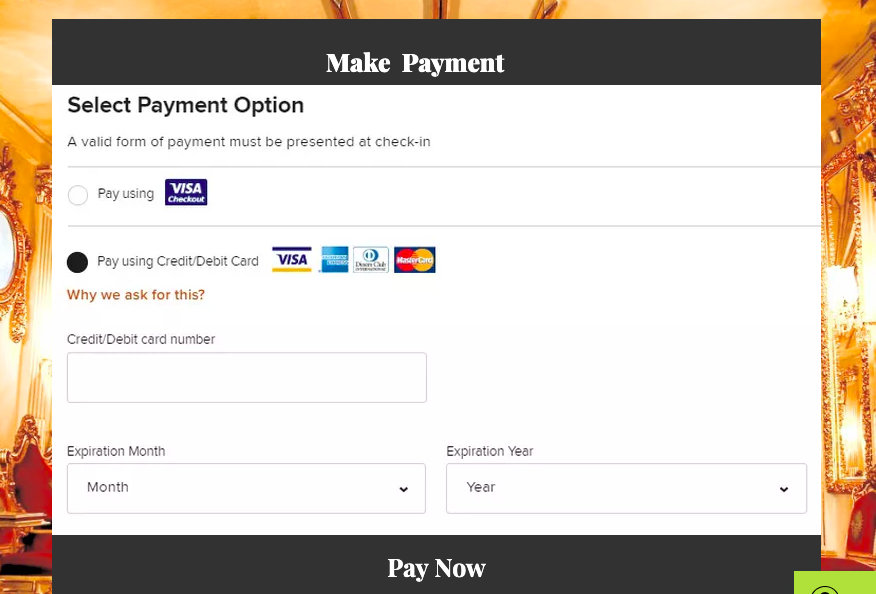 Make Payment
Select Payment Option
A valid form of payment must be presented at check-in
Pay using VISA Checkout
Pay using Credit/Debit Card VISA AMERICAN EXPRESS Diners Club INTERNATIONAL MasterCard
Why we ask for this?
Credit/Debit card number
Expiration Month Expiration Year
Month Year
Pay Now